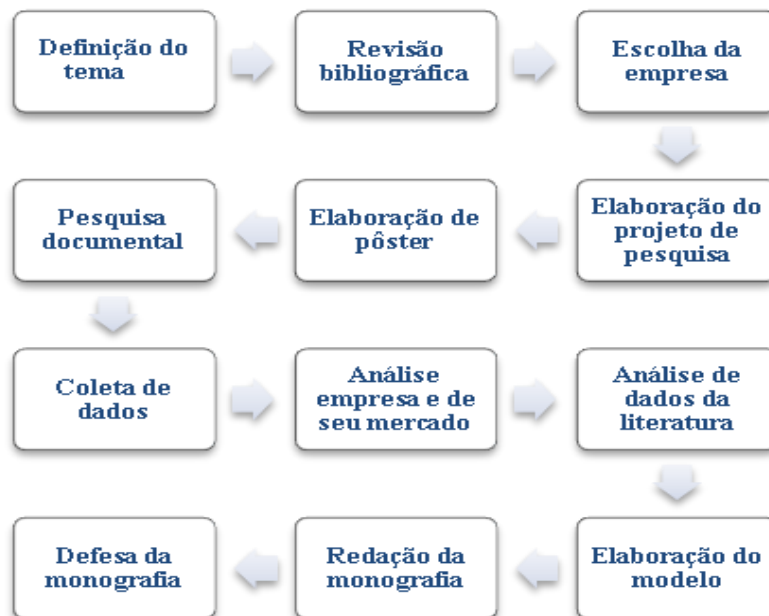 Definição do
tema
Revisão
bibliográfica
Escolha da
empresa
Elaboração do
projeto de
pesquisa
Elaboração de
pôster
Pesquisa
documental
Coleta de
dados
Análise
empresa e de
seu mercado
Análise de
dados da
literatura
Elaboração do
modelo
Redação da
monografia
Defesa da
monografia